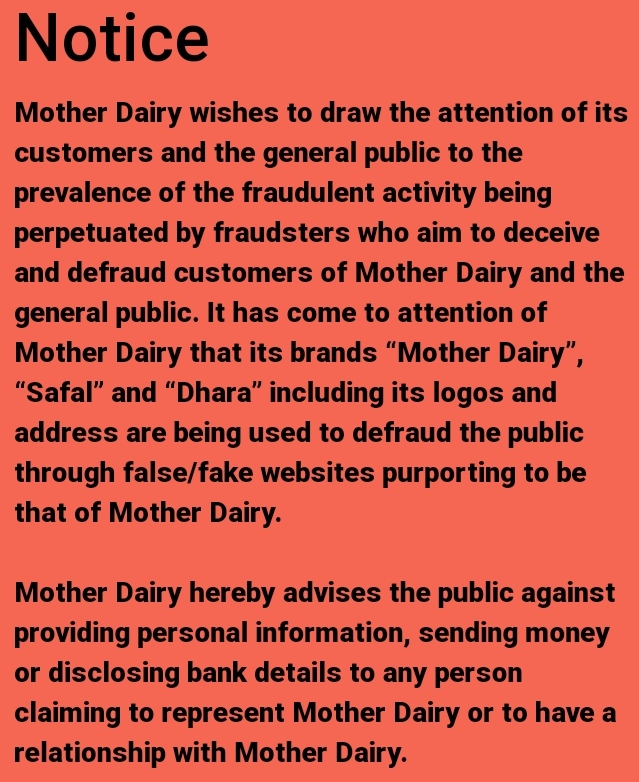 Notice
Mother Dairy wishes to draw the attention of its
customers and the general public to the
prevalence of the fraudulent activity being
perpetuated by fraudsters who aim to deceive
and defraud customers of Mother Dairy and the
general public. It has come to attention of
Mother Dairy that its brands “Mother Dairy”,
“Safal” and “Dhara” including its logos and
address are being used to defraud the public
through false/fake websites purporting to be
that of Mother Dairy.
Mother Dairy hereby advises the public against
providing personal information, sending money
or disclosing bank details to any person
claiming to represent Mother Dairy or to have a
relationship with Mother Dairy.